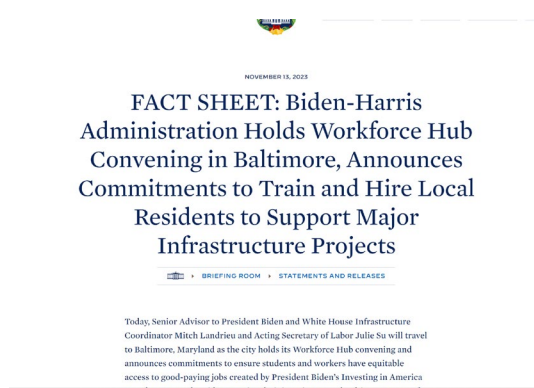 NOVEMBER 13, 2023
FACT SHEET: Biden-Harris
Administration Holds Workforce Hub
Convening in Baltimore, Announces
Commitments to Train and Hire Local
Residents to Support Major
Infrastructure Projects
BRIEFING ROOM STATEMENTS AND RELEASES
Today, Senior Advisor to President Biden and White House Infrastructure
Coordinator Mitch Landrieu and Acting Secretary of Labor Julie Su will travel
to Baltimore, Maryland as the city holds its Workforce Hub convening and
announces commitments to ensure students and workers have equitable
access to good-paying jobs created by President Biden's Investing in America